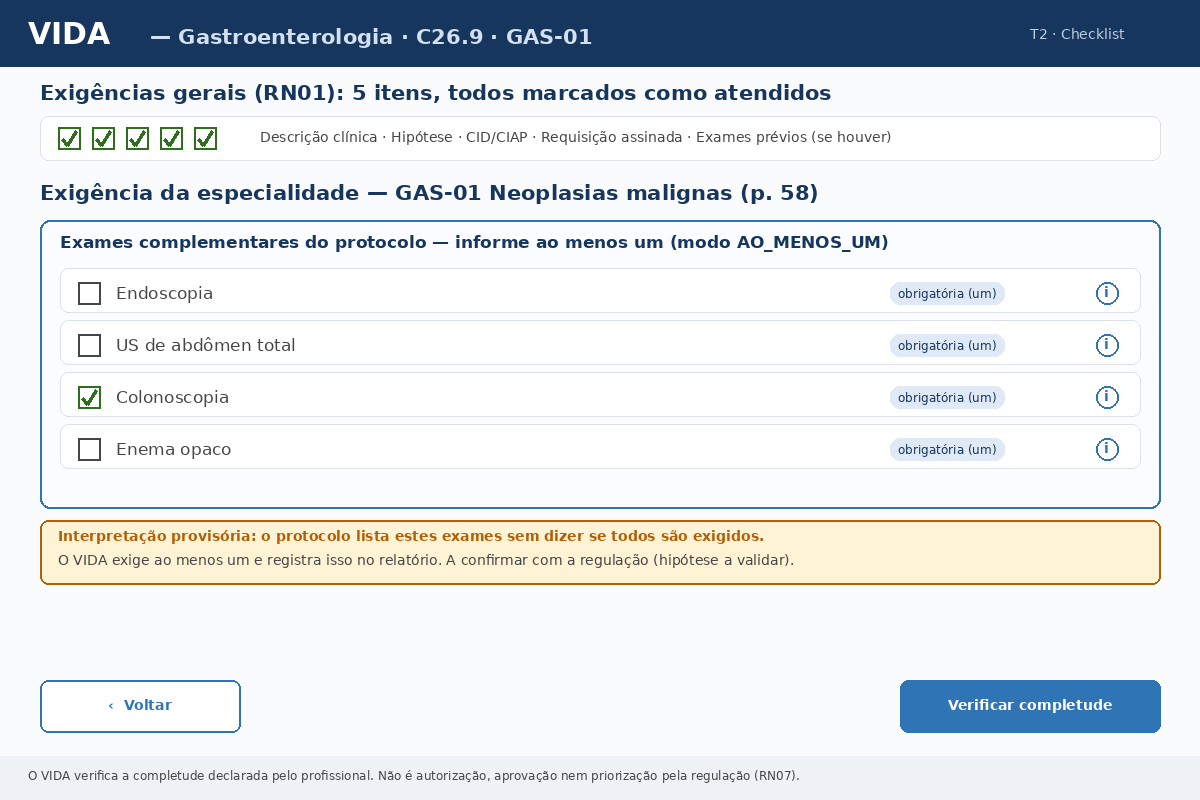 VIDA — Gastroenterologia · C26.9 · GAS-01 T2 · Checklist
Exigências gerais (RN01): 5 itens, todos marcados como atendidos
Descrição clínica · Hipótese · CID/CIAP · Requisição assinada · Exames prévios (se houver)
Exigência da especialidade — GAS-01 Neoplasias malignas (p. 58)
Exames complementares do protocolo — informe ao menos um (modo AO_MENOS_UM)
Endoscopia obrigatória (um) i
US de abdômen total obrigatória (um) i
Colonoscopia obrigatória (um) i
Enema opaco obrigatória (um) i
Interpretação provisória: o protocolo lista estes exames sem dizer se todos são exigidos.
O VIDA exige ao menos um e registra isso no relatório. A confirmar com a regulação (hipótese a validar).
‹ Voltar Verificar completude
O VIDA verifica a completude declarada pelo profissional. Não é autorização, aprovação nem priorização pela regulação (RN07).